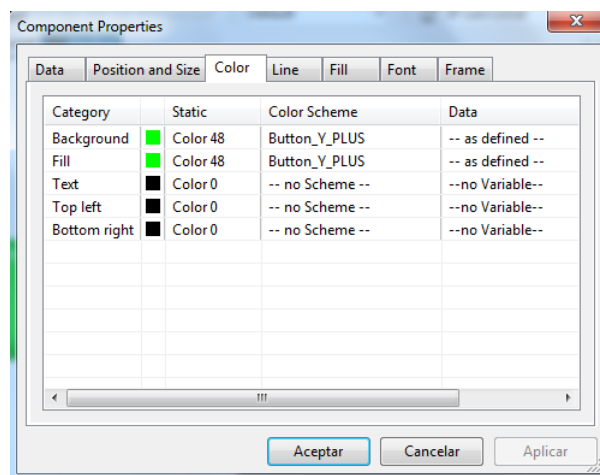 Component Properties
Data Position and Size Color Line Fill Font Frame
Category Static Color Scheme Data
Background Color 48 Button_Y_PLUS -- as defined --
Fill Color 48 Button_Y_PLUS -- as defined --
Text Color 0 -- no Scheme -- --no Variable--
Top left Color 0 -- no Scheme -- --no Variable--
Bottom right Color 0 -- no Scheme -- --no Variable--
Aceptar Cancelar Aplicar